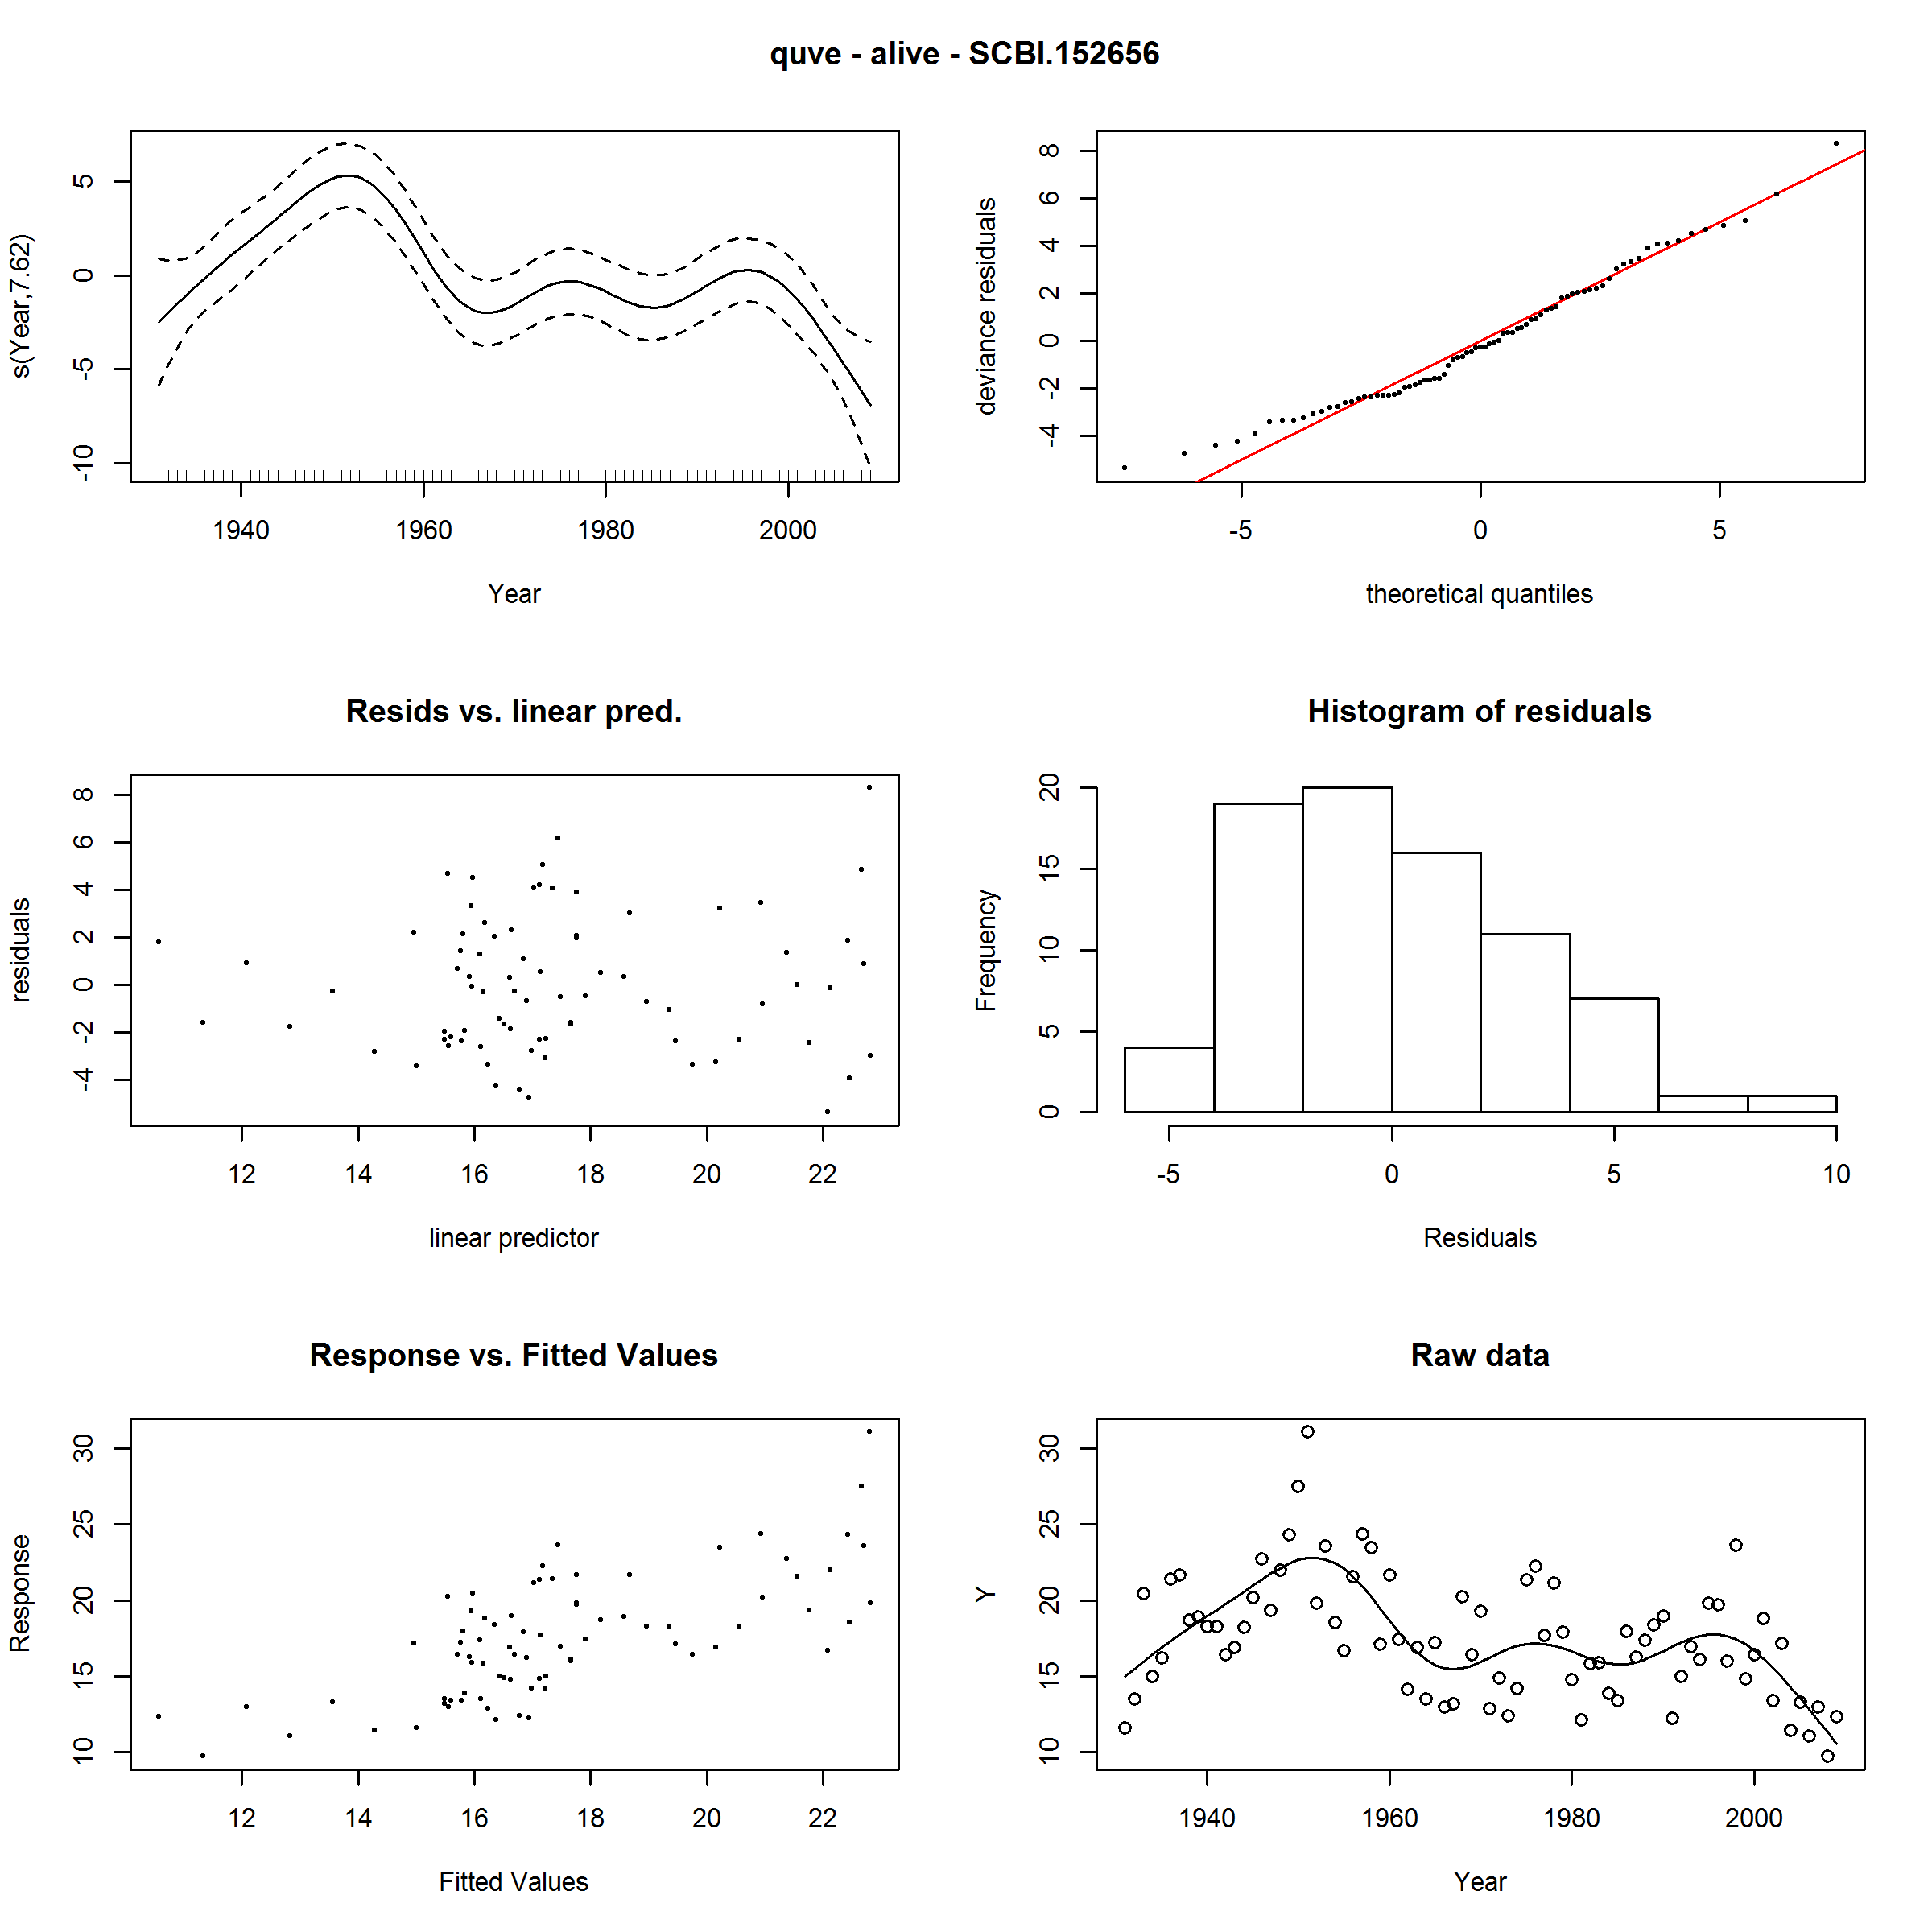 quve - alive - SCBI.152656
s(Year,7.62)
5
0
-5
-10
1940 1960 1980 2000
Year
deviance residuals
8
6
4
2
0
-2
-4
-5 0 5
theoretical quantiles
Resids vs. linear pred.
residuals
8
6
4
2
0
-2
-4
12 14 16 18 20 22
linear predictor
Histogram of residuals
Frequency
20
15
10
5
0
-5 0 5 10
Residuals
Response vs. Fitted Values
Response
30
25
20
15
10
12 14 16 18 20 22
Fitted Values
Raw data
Y
30
25
20
15
10
1940 1960 1980 2000
Year